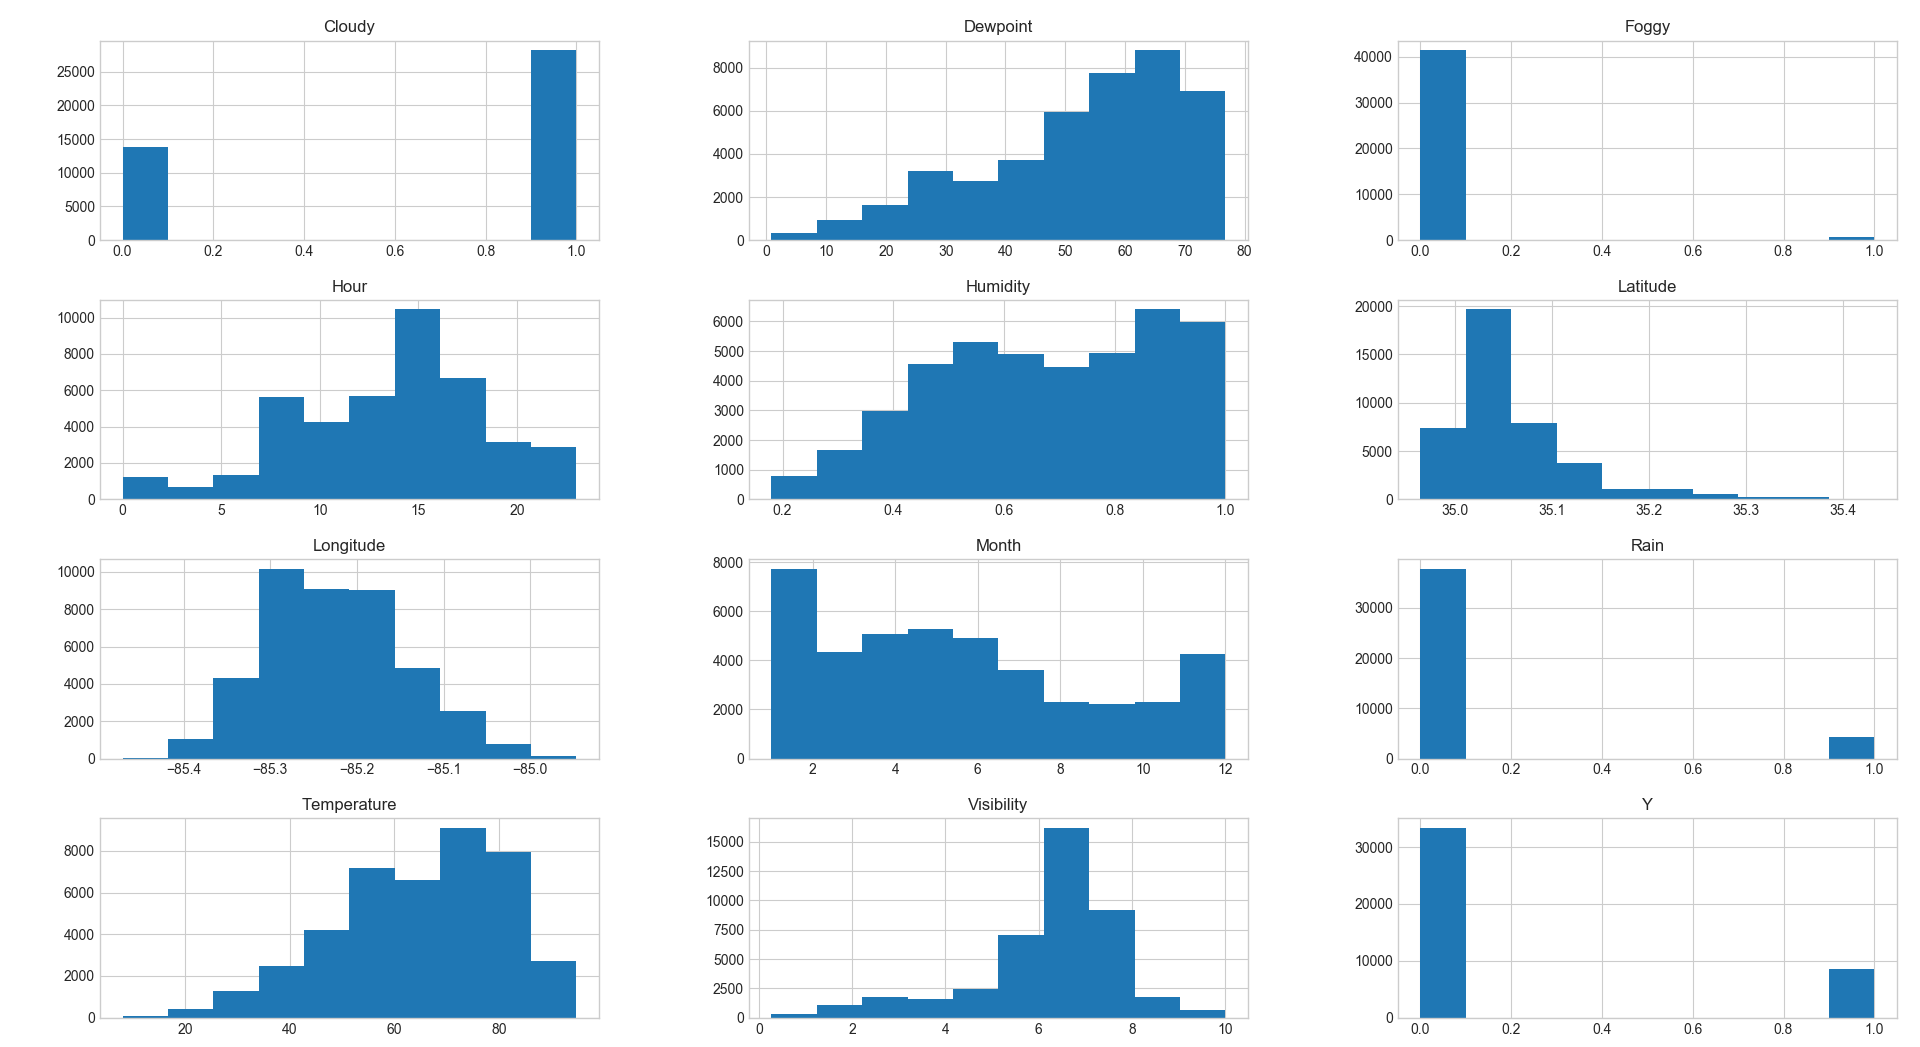 Cloudy
25000
20000
15000
10000
5000
0
0.0 0.2 0.4 0.6 0.8 1.0
Dewpoint
8000
6000
4000
2000
0
0 10 20 30 40 50 60 70 80
Foggy
40000
30000
20000
10000
0
0.0 0.2 0.4 0.6 0.8 1.0
Hour
10000
8000
6000
4000
2000
0
0 5 10 15 20
Humidity
6000
5000
4000
3000
2000
1000
0
0.2 0.4 0.6 0.8 1.0
Latitude
20000
15000
10000
5000
0
35.0 35.1 35.2 35.3 35.4
Longitude
10000
8000
6000
4000
2000
0
−85.4 −85.3 −85.2 −85.1 −85.0
Month
8000
6000
4000
2000
0
2 4 6 8 10 12
Rain
30000
20000
10000
0
0.0 0.2 0.4 0.6 0.8 1.0
Temperature
8000
6000
4000
2000
0
20 40 60 80
Visibility
15000
12500
10000
7500
5000
2500
0
0 2 4 6 8 10
Y
30000
20000
10000
0
0.0 0.2 0.4 0.6 0.8 1.0